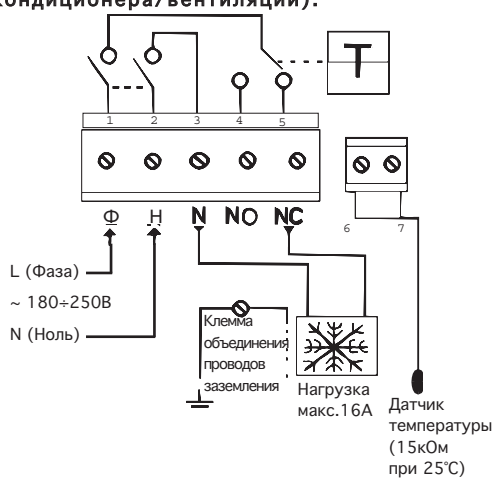 кондиционера/вентиляции).
T
1 2 3 4 5
Ф Н N NO NC
6 7
L (Фаза)
~ 180÷250В
N (Ноль)
Клемма
объединения
проводов
заземления
Нагрузка
макс.16А
Датчик
температуры
(15кОм
при 25°С)